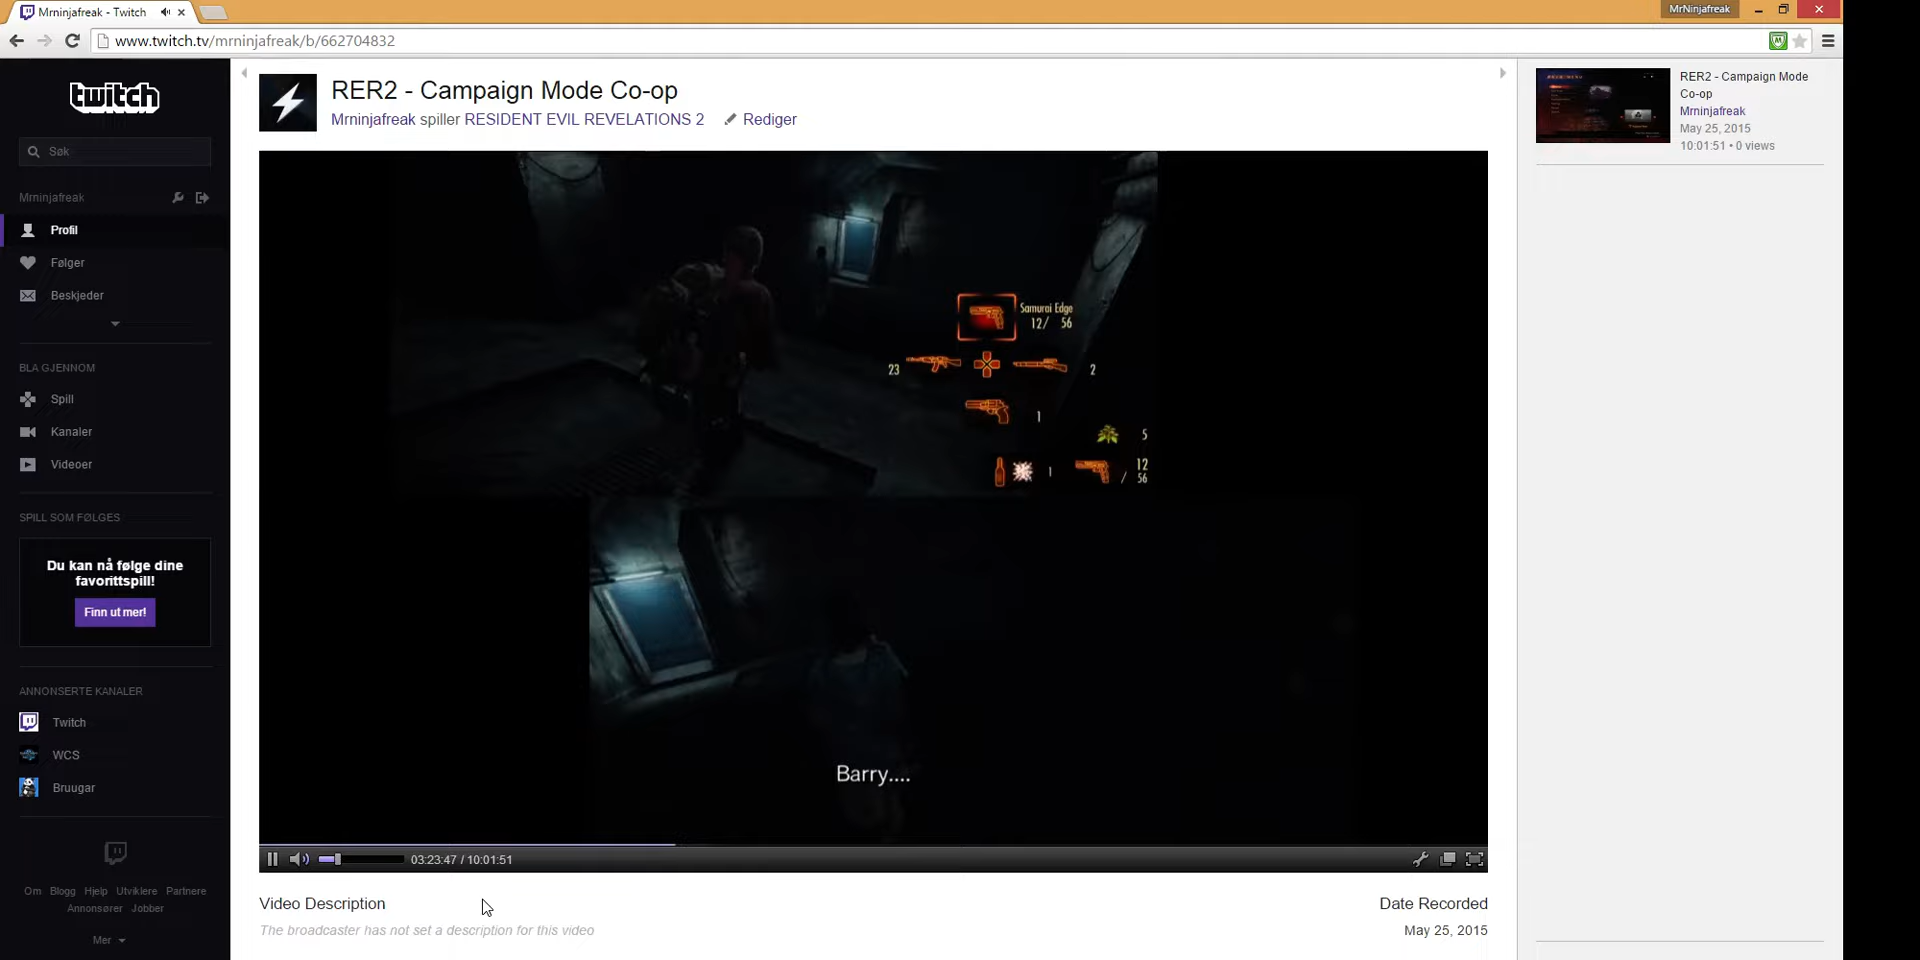 Mrninjafreak - Twitch
MrNinjafreak
www.twitch.tv/mrninjafreak/b/662704832
twitch
Søk
Mrninjafreak
Profil
Følger
Beskjeder
BLA GJENNOM
Spill
Kanaler
Videoer
SPILL SOM FØLGES
Du kan nå følge dine
favorittspill!
Finn ut mer!
ANNONSERTE KANALER
Twitch
WCS
Bruugar
Om Blogg Hjelp Utviklere Partnere
Annonsører Jobber
Mer
RER2 - Campaign Mode Co-op
Mrninjafreak spiller RESIDENT EVIL REVELATIONS 2 Rediger
Samurai Edge
12/ 56
23 2
1
5
1 12
/ 56
Barry....
03:23:47 / 10:01:51
Video Description
The broadcaster has not set a description for this video
Date Recorded
May 25, 2015
RER2 - Campaign Mode
Co-op
Mrninjafreak
May 25, 2015
10:01:51 • 0 views